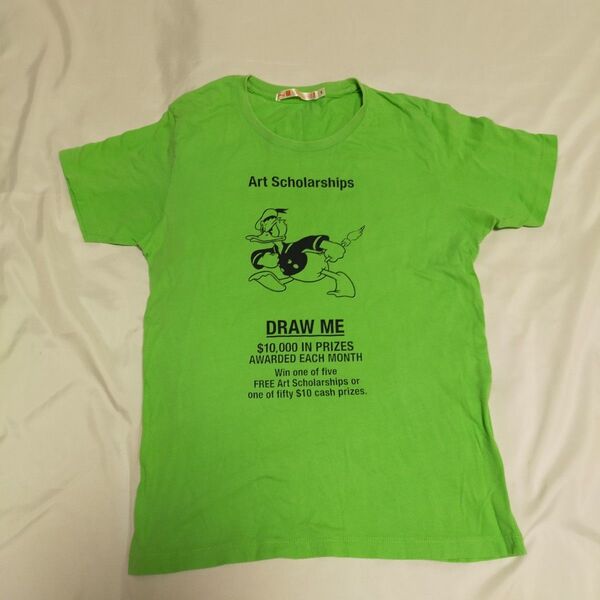 Art Scholarships
DRAW ME
$10,000 IN PRIZES
AWARDED EACH MONTH
Win one of five
FREE Art Scholarships or
one of fifty $10 cash prizes.